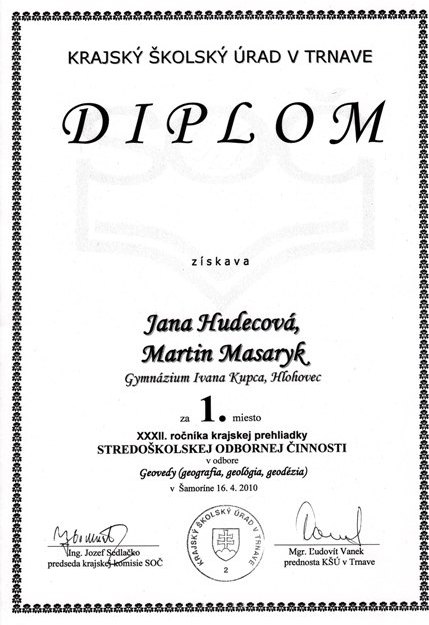 KRAJSKÝ ŠKOLSKÝ ÚRAD V TRNAVE
DIPLOM
získava
Jana Hudecová,
Martin Masaryk
Gymnázium Ivana Kupca, Hlohovec
za 1. miesto
XXXII. ročníka krajskej prehliadky
STREDOŠKOLSKEJ ODBORNEJ ČINNOSTI
v odbore
Geovedy (geografia, geológia, geodézia)
v Šamoríne 16. 4. 2010
KRAJSKÝ ŠKOLSKÝ ÚRAD V TRNAVE
2
Ing. Jozef Sedlačko
predseda krajskej komisie SOČ
Mgr. Ľudovít Vanek
prednosta KŠÚ v Trnave